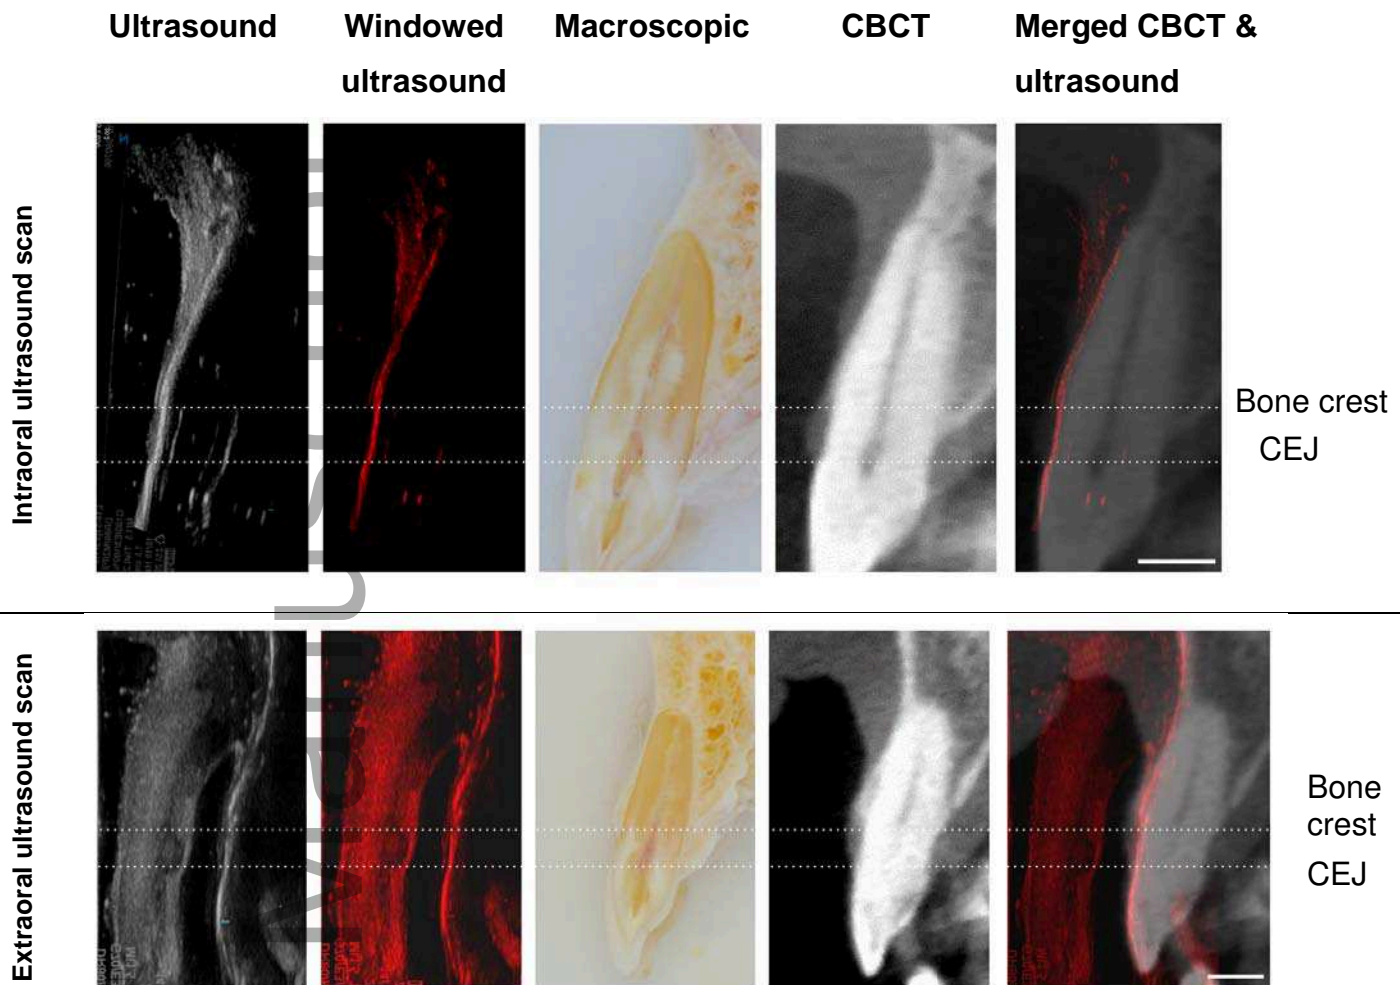 Ultrasound
Windowed
ultrasound
Macroscopic
CBCT
Merged CBCT &
ultrasound
Intraoral ultrasound scan
Bone crest
CEJ
Extraoral ultrasound scan
Bone
crest
CEJ